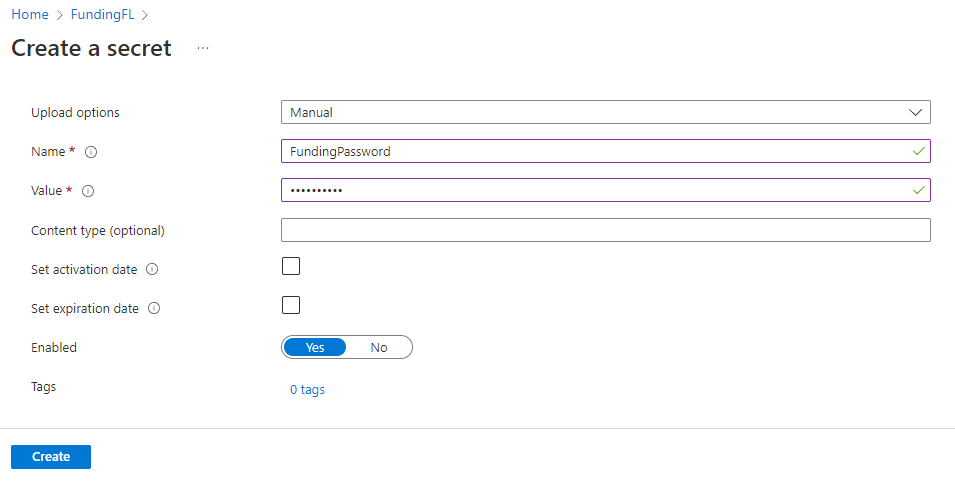 Home > FundingFL >
Create a secret ...
Upload options Manual
Name * FundingPassword
Value * ••••••••••
Content type (optional)
Set activation date
Set expiration date
Enabled Yes No
Tags 0 tags
Create